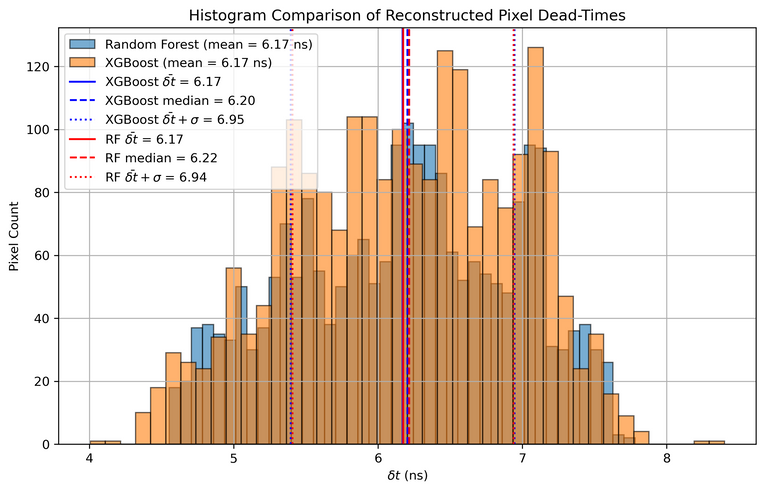 Histogram Comparison of Reconstructed Pixel Dead-Times
Random Forest (mean = 6.17 ns)
XGBoost (mean = 6.17 ns)
XGBoost δt̄ = 6.17
XGBoost median = 6.20
XGBoost δt̄ + σ = 6.95
RF δt̄ = 6.17
RF median = 6.22
RF δt̄ + σ = 6.94
Pixel Count
120
100
80
60
40
20
0
4 5 6 7 8
δt (ns)